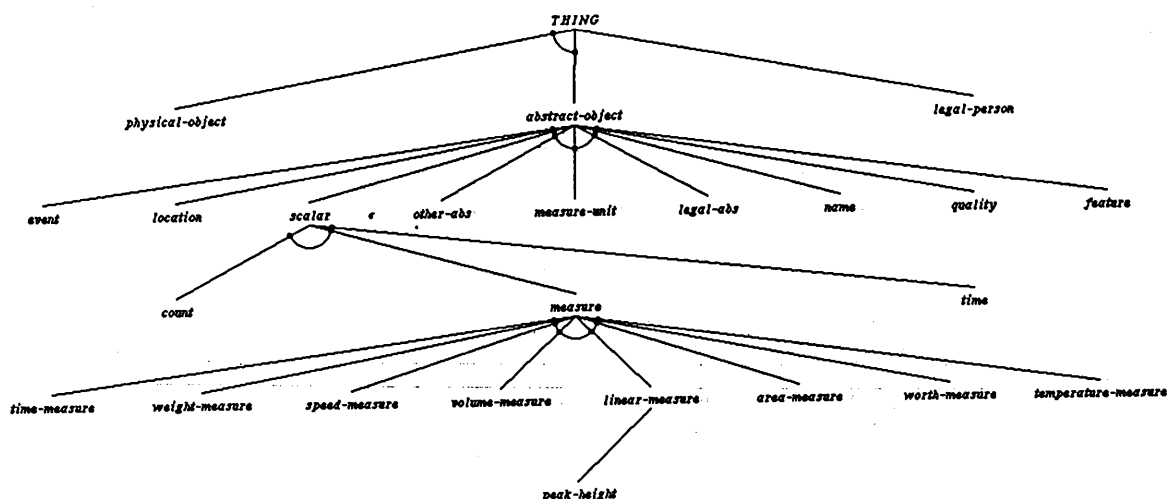 THING
physical-object
legal-person
abstract-object
event location scalar other-abs measure-unit legal-abs name quality feature
count
time
measure
time-measure weight-measure speed-measure volume-measure linear-measure area-measure worth-measure temperature-measure
peak-height